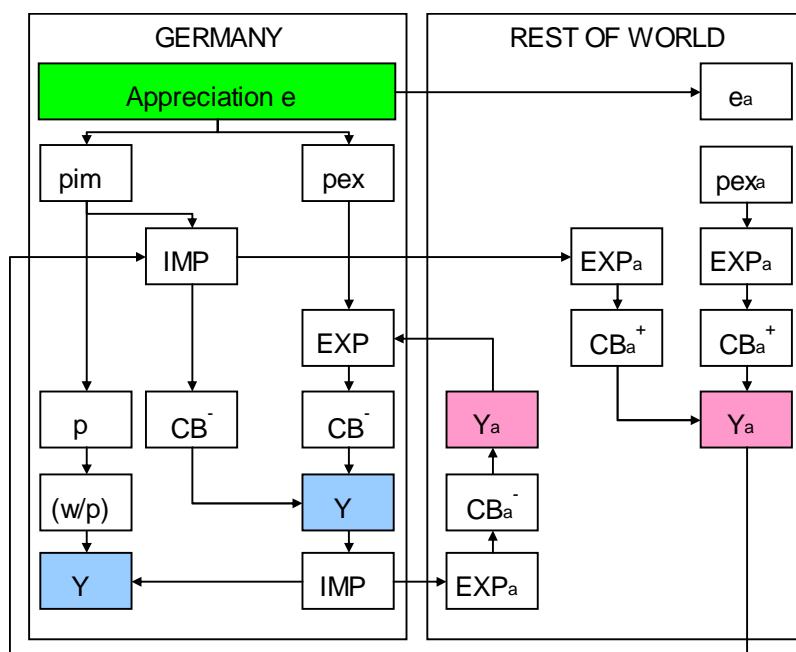 GERMANY
REST OF WORLD
Appreciation e
ea
pim
pex
pexa
IMP
EXPa
EXPa
EXP
CBa+
CBa+
p
CB-
CB-
Ya
Ya
(w/p)
Y
CBa-
Y
IMP
EXPa